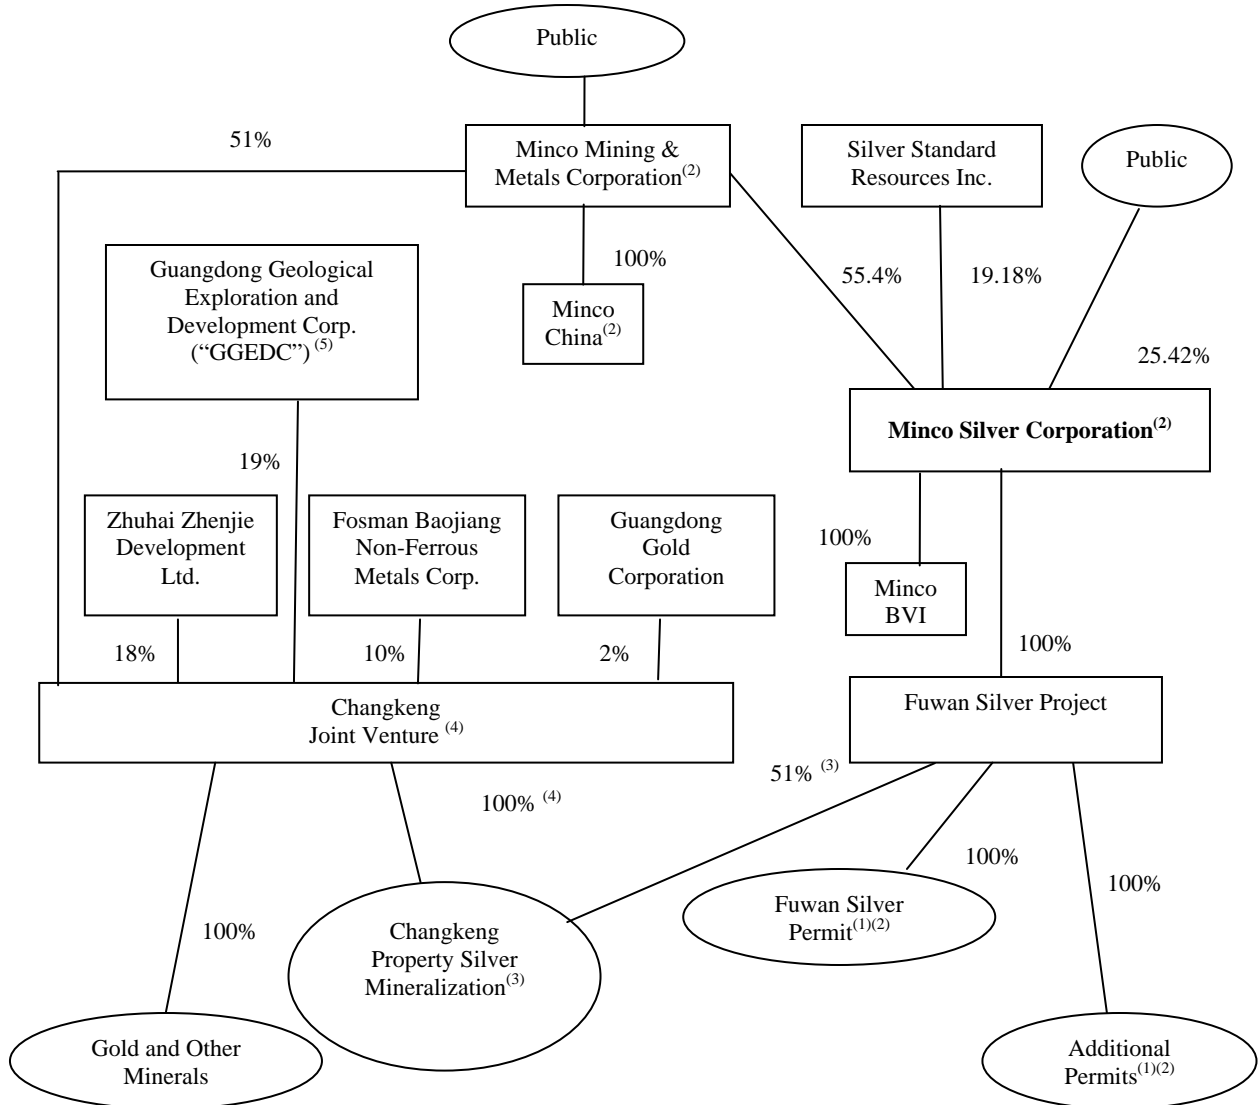 Public
51%
Minco Mining &
Metals Corporation(2)
Silver Standard
Resources Inc.
Public
Guangdong Geological
Exploration and
Development Corp.
(“GGEDC”) (5)
100%
55.4%
19.18%
Minco
China(2)
25.42%
Minco Silver Corporation(2)
19%
Zhuhai Zhenjie
Development
Ltd.
Fosman Baojiang
Non-Ferrous
Metals Corp.
Guangdong
Gold
Corporation
100%
Minco
BVI
18%
10%
2%
100%
Changkeng
Joint Venture (4)
Fuwan Silver Project
100% (4)
51% (3)
100%
100%
100%
Changkeng
Property Silver
Mineralization(3)
Fuwan Silver
Permit(1)(2)
Gold and Other
Minerals
Additional
Permits(1)(2)